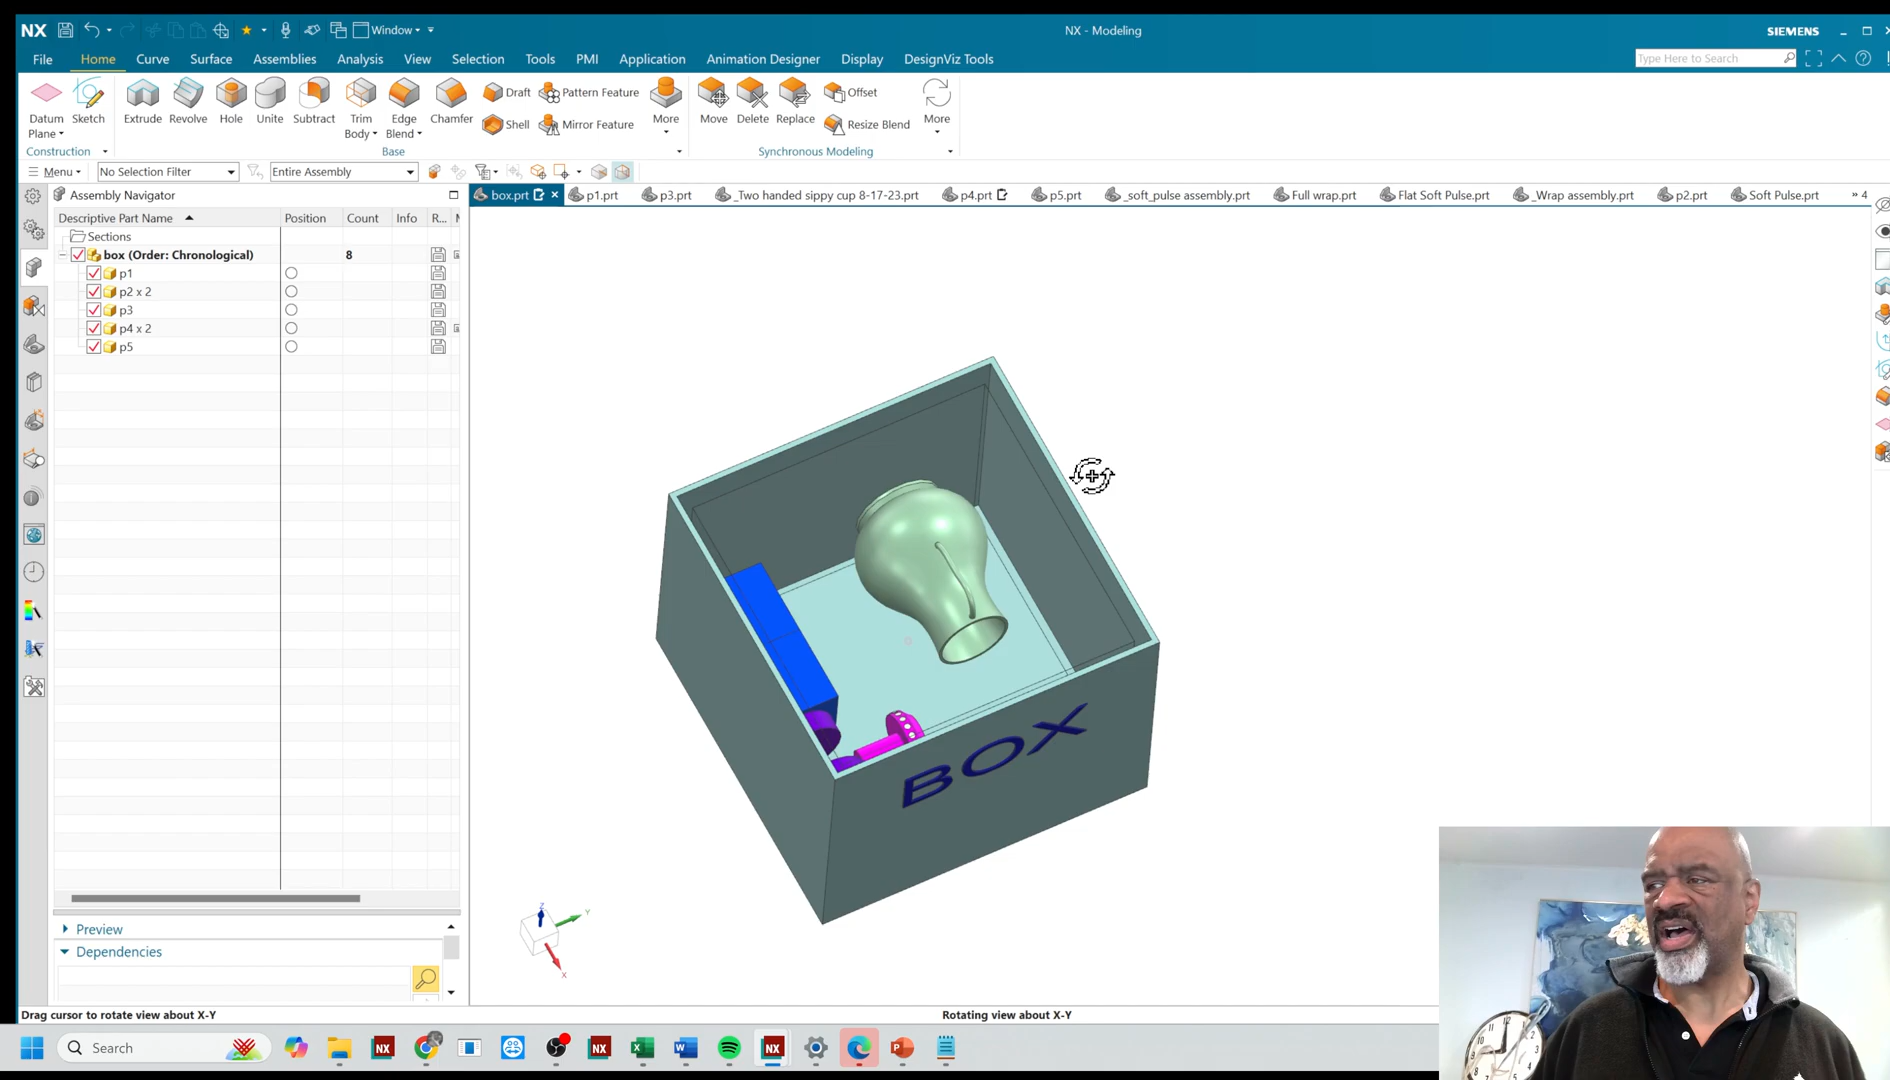 NX Window NX - Modeling SIEMENS
File Home Curve Surface Assemblies Analysis View Selection Tools PMI Application Animation Designer Display DesignViz Tools Type Here to Search
Datum Plane Sketch Extrude Revolve Hole Unite Subtract Trim Body Edge Blend Chamfer Draft Pattern Feature More Move Delete Replace Offset More
Shell Mirror Feature Resize Blend
Construction Base Synchronous Modeling
Menu No Selection Filter Entire Assembly
Assembly Navigator
box.prt p1.prt p3.prt _Two handed sippy cup 8-17-23.prt p4.prt p5.prt _soft_pulse assembly.prt Full wrap.prt Flat Soft Pulse.prt _Wrap assembly.prt p2.prt Soft Pulse.prt » 4
Descriptive Part Name Position Count Info R...
Sections
box (Order: Chronological) 8
p1
p2 x 2
p3
p4 x 2
p5
BOX
Z
Y
X
Preview
Dependencies
Drag cursor to rotate view about X-Y Rotating view about X-Y
Search
NX NX NX